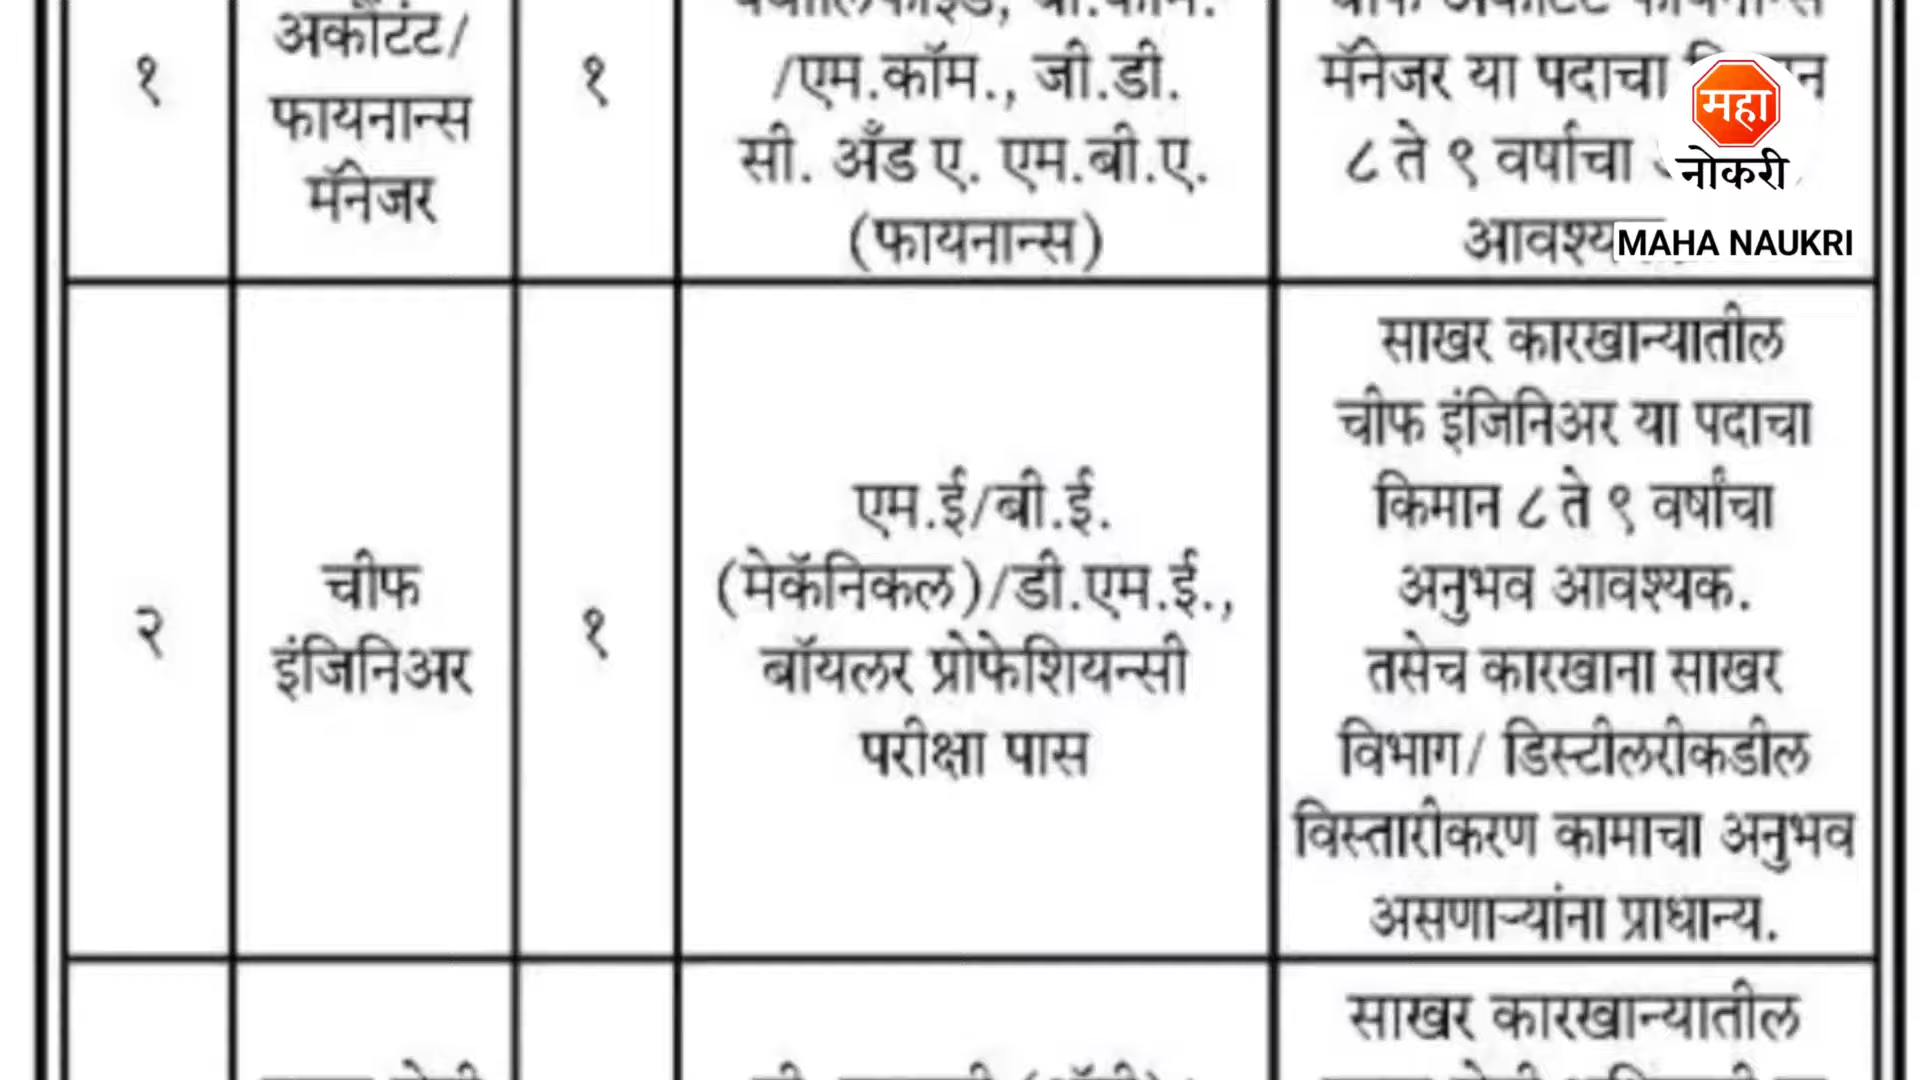 १
अकौंटंट/
फायनान्स
मॅनेजर
१
/एम.कॉम., जी.डी.
सी. अँड ए. एम.बी.ए.
(फायनान्स)
मॅनेजर या पदाचा
८ ते ९ वर्षाचा
महा
नोकरी
MAHA NAUKRI
२
चीफ
इंजिनिअर
१
एम.ई/बी.ई.
(मेकॅनिकल)/डी.एम.ई.,
बॉयलर प्रोफेशियन्सी
परीक्षा पास
साखर कारखान्यातील
चीफ इंजिनिअर या पदाचा
किमान ८ ते ९ वर्षांचा
अनुभव आवश्यक.
तसेच कारखाना साखर
विभाग/ डिस्टीलरीकडील
विस्तारीकरण कामाचा अनुभव
असणाऱ्यांना प्राधान्य.
साखर कारखान्यातील